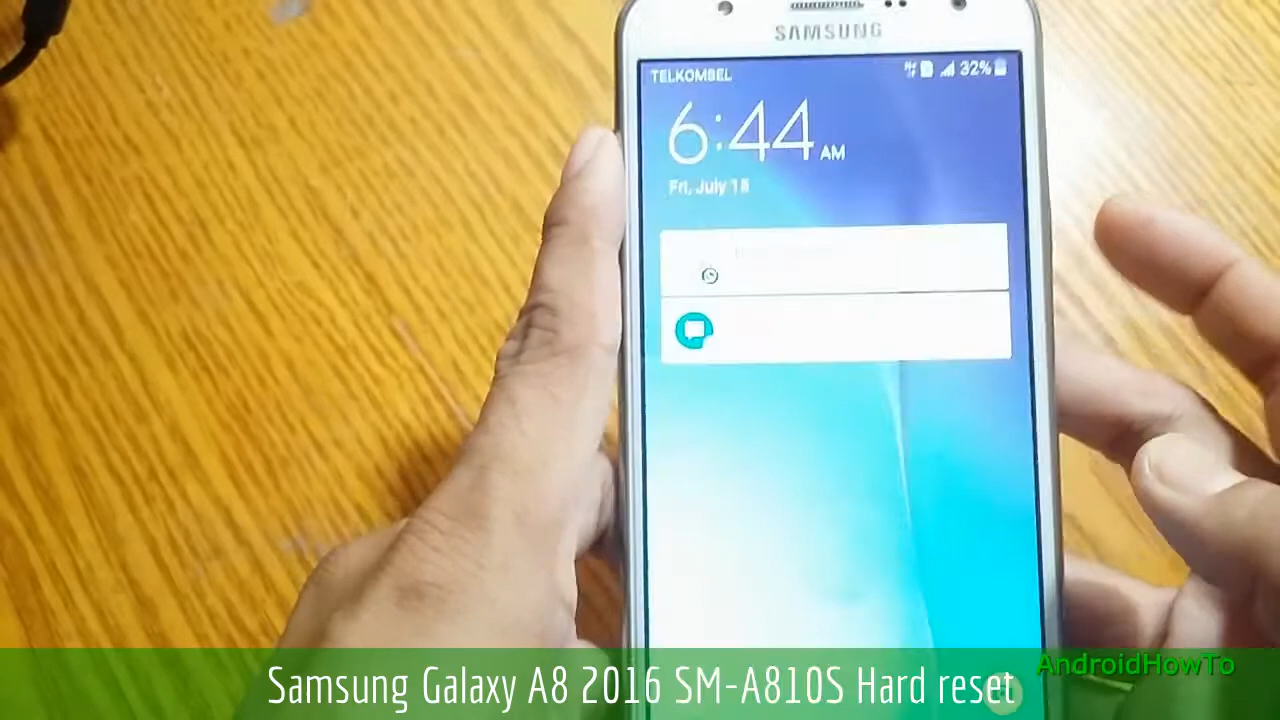 SAMSUNG
TELKOMSEL
32%
6:44 AM
Fri, July 15
Samsung Galaxy A8 2016 SM-A810S Hard reset
AndroidHowTo